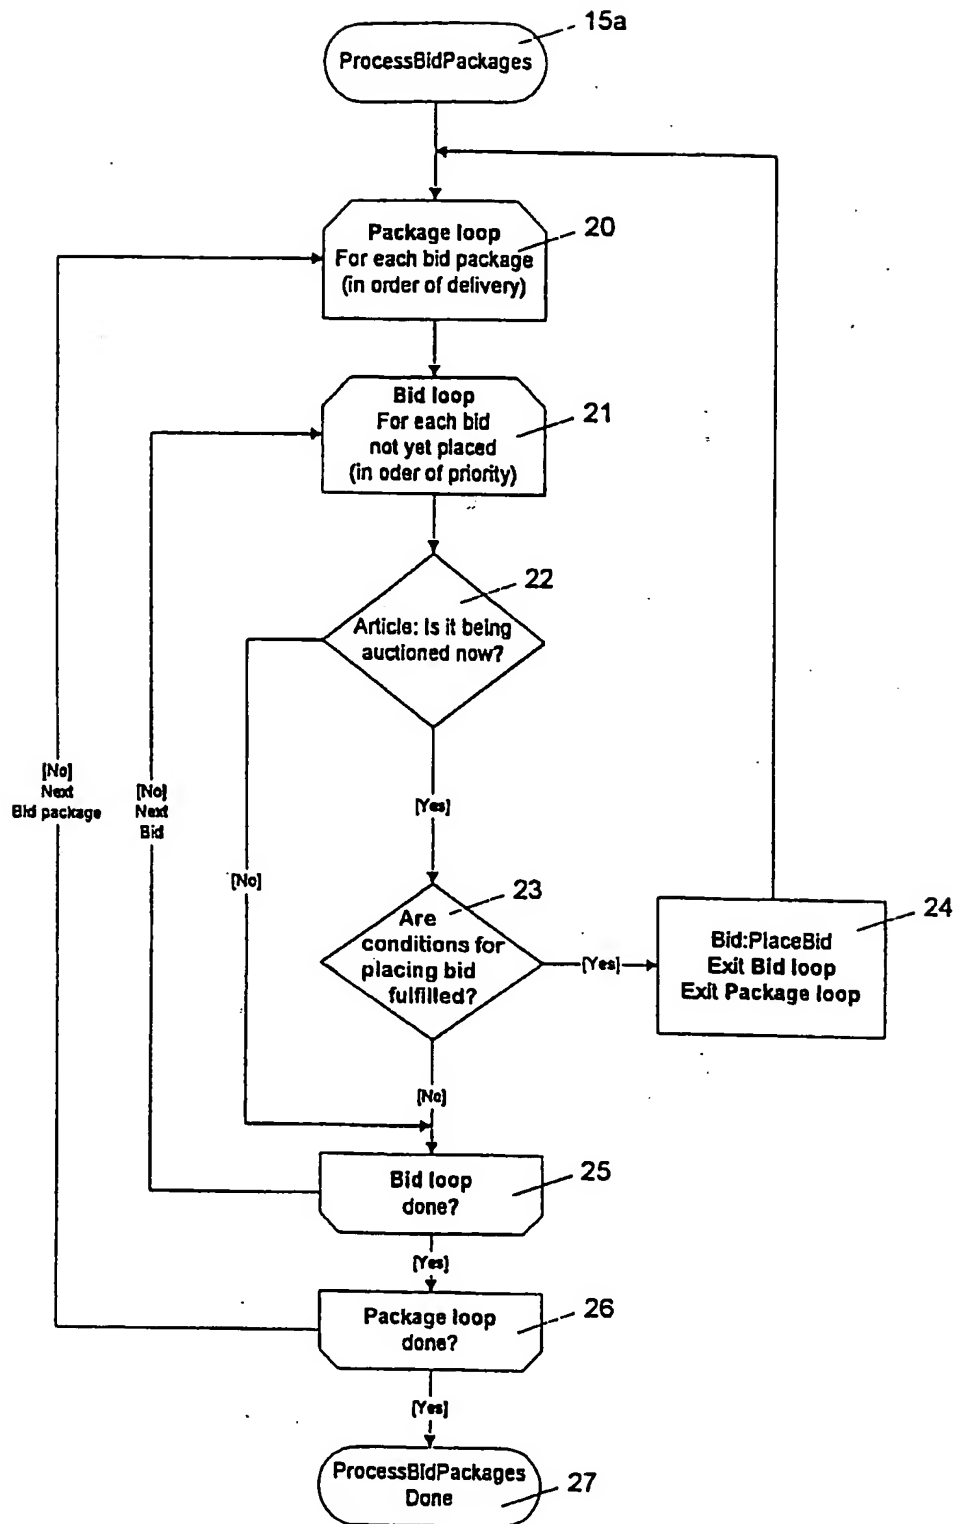 15a
ProcessBidPackages
Package loop
For each bid package
(in order of delivery)
20
Bid loop
For each bid
not yet placed
(in oder of priority)
21
22
Article: Is it being
auctioned now?
[No]
Next
Bid package
[No]
Next
Bid
[Yes]
[No]
23
Are
conditions for
placing bid
fulfilled?
[Yes]
24
Bid:PlaceBid
Exit Bid loop
Exit Package loop
[No]
Bid loop
done?
25
[Yes]
Package loop
done?
26
[Yes]
ProcessBidPackages
Done
27